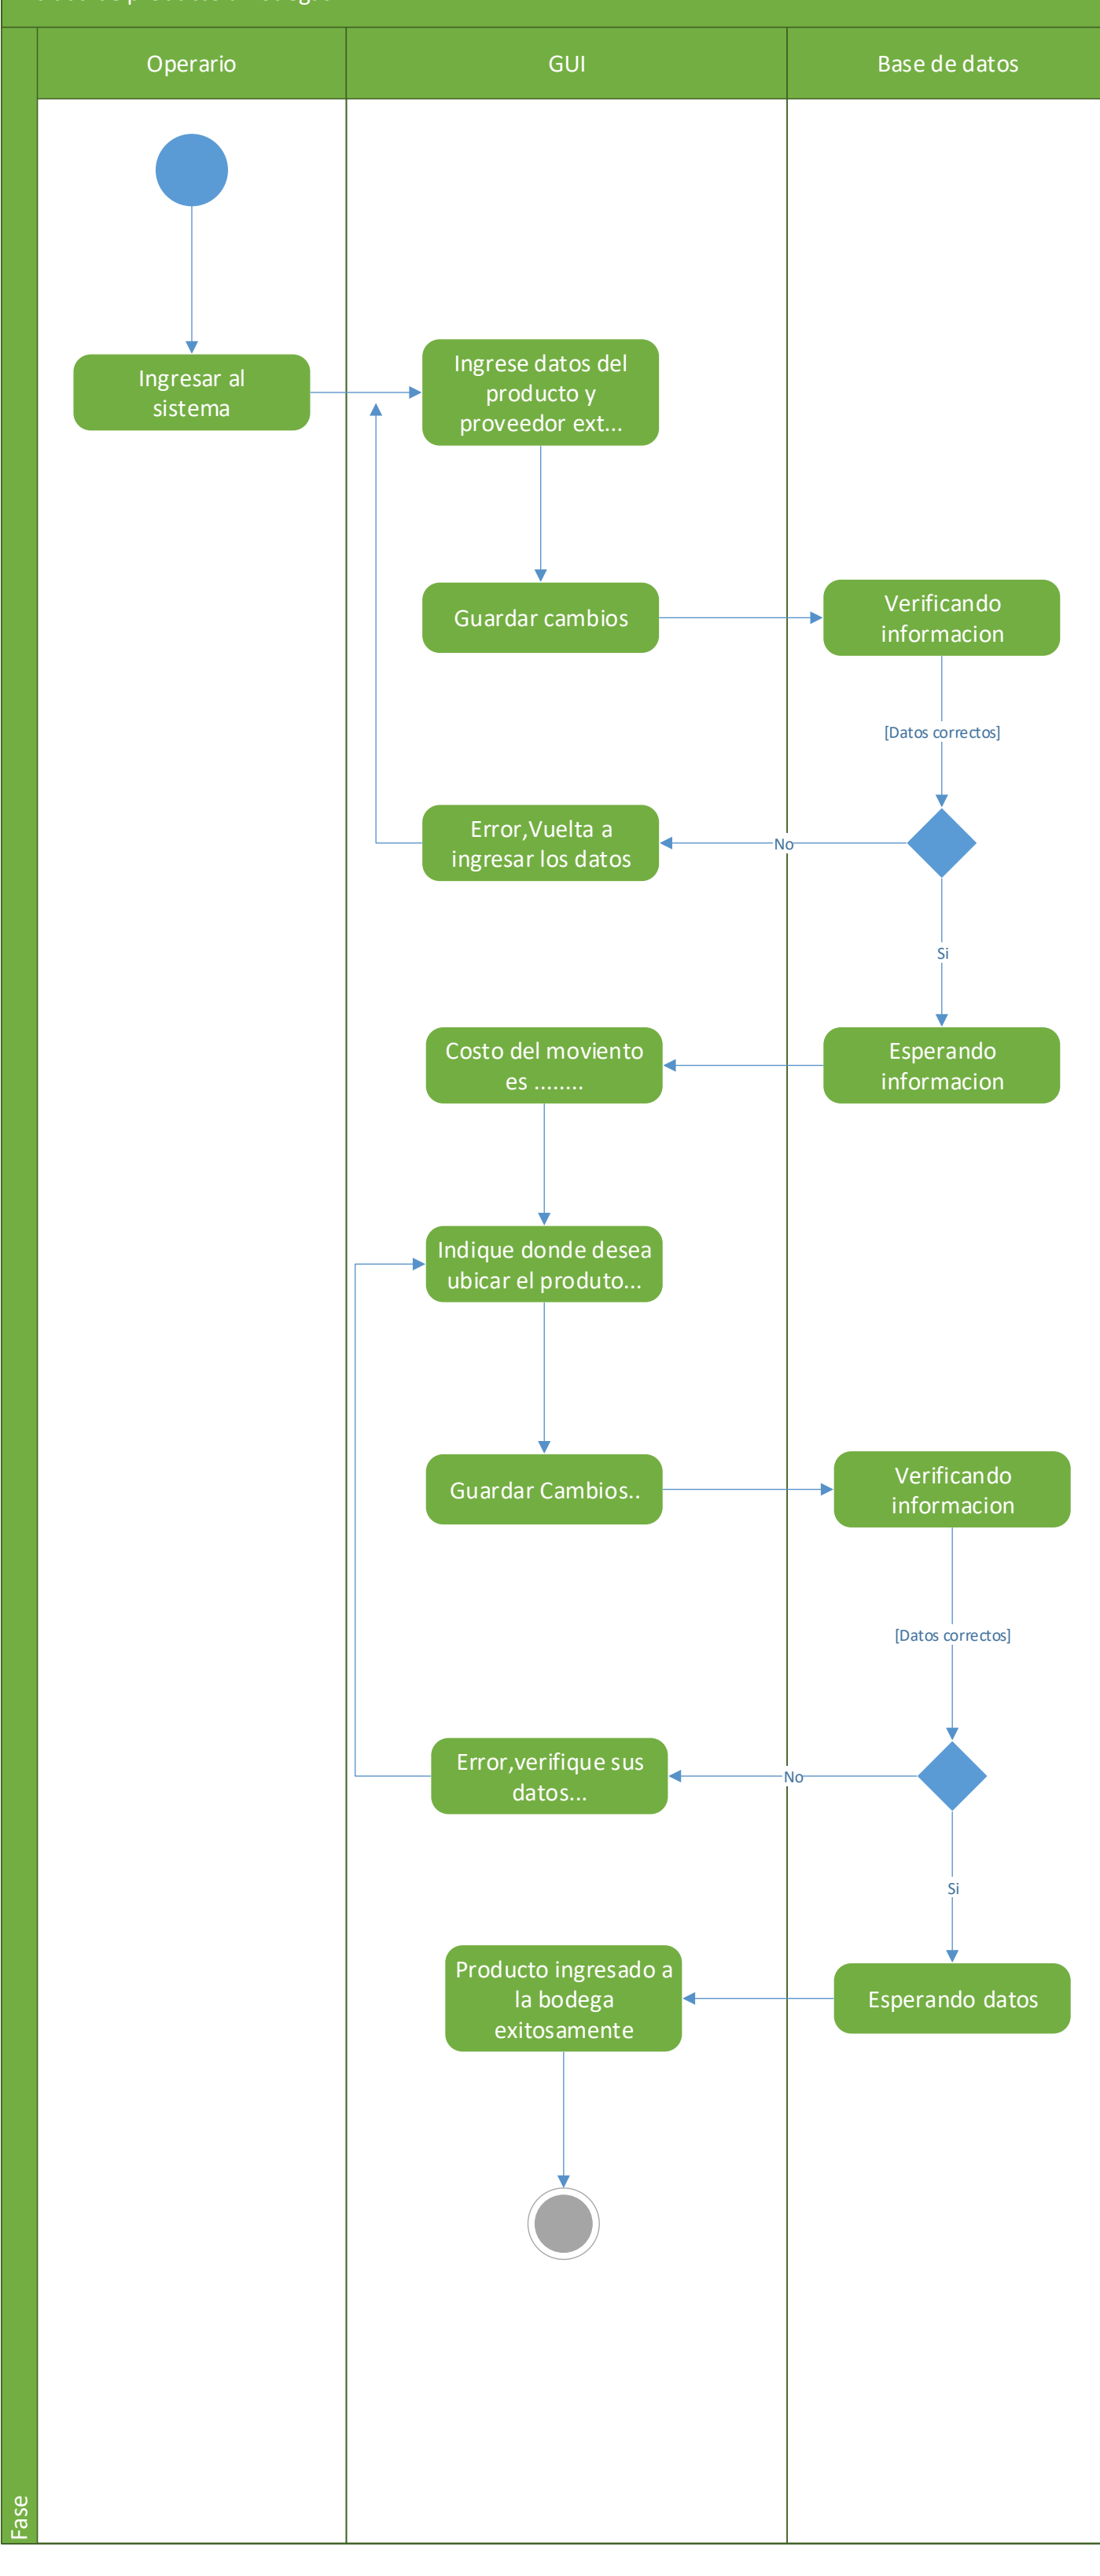 Operario
GUI
Base de datos
Ingresar al
sistema
Ingrese datos del
producto y
proveedor ext...
Guardar cambios
Verificando
informacion
[Datos correctos]
Error,Vuelta a
ingresar los datos
No
Si
Costo del moviento
es ........
Esperando
informacion
Indique donde desea
ubicar el produto...
Guardar Cambios..
Verificando
informacion
[Datos correctos]
Error,verifique sus
datos...
No
Si
Producto ingresado a
la bodega
exitosamente
Esperando datos
Fase